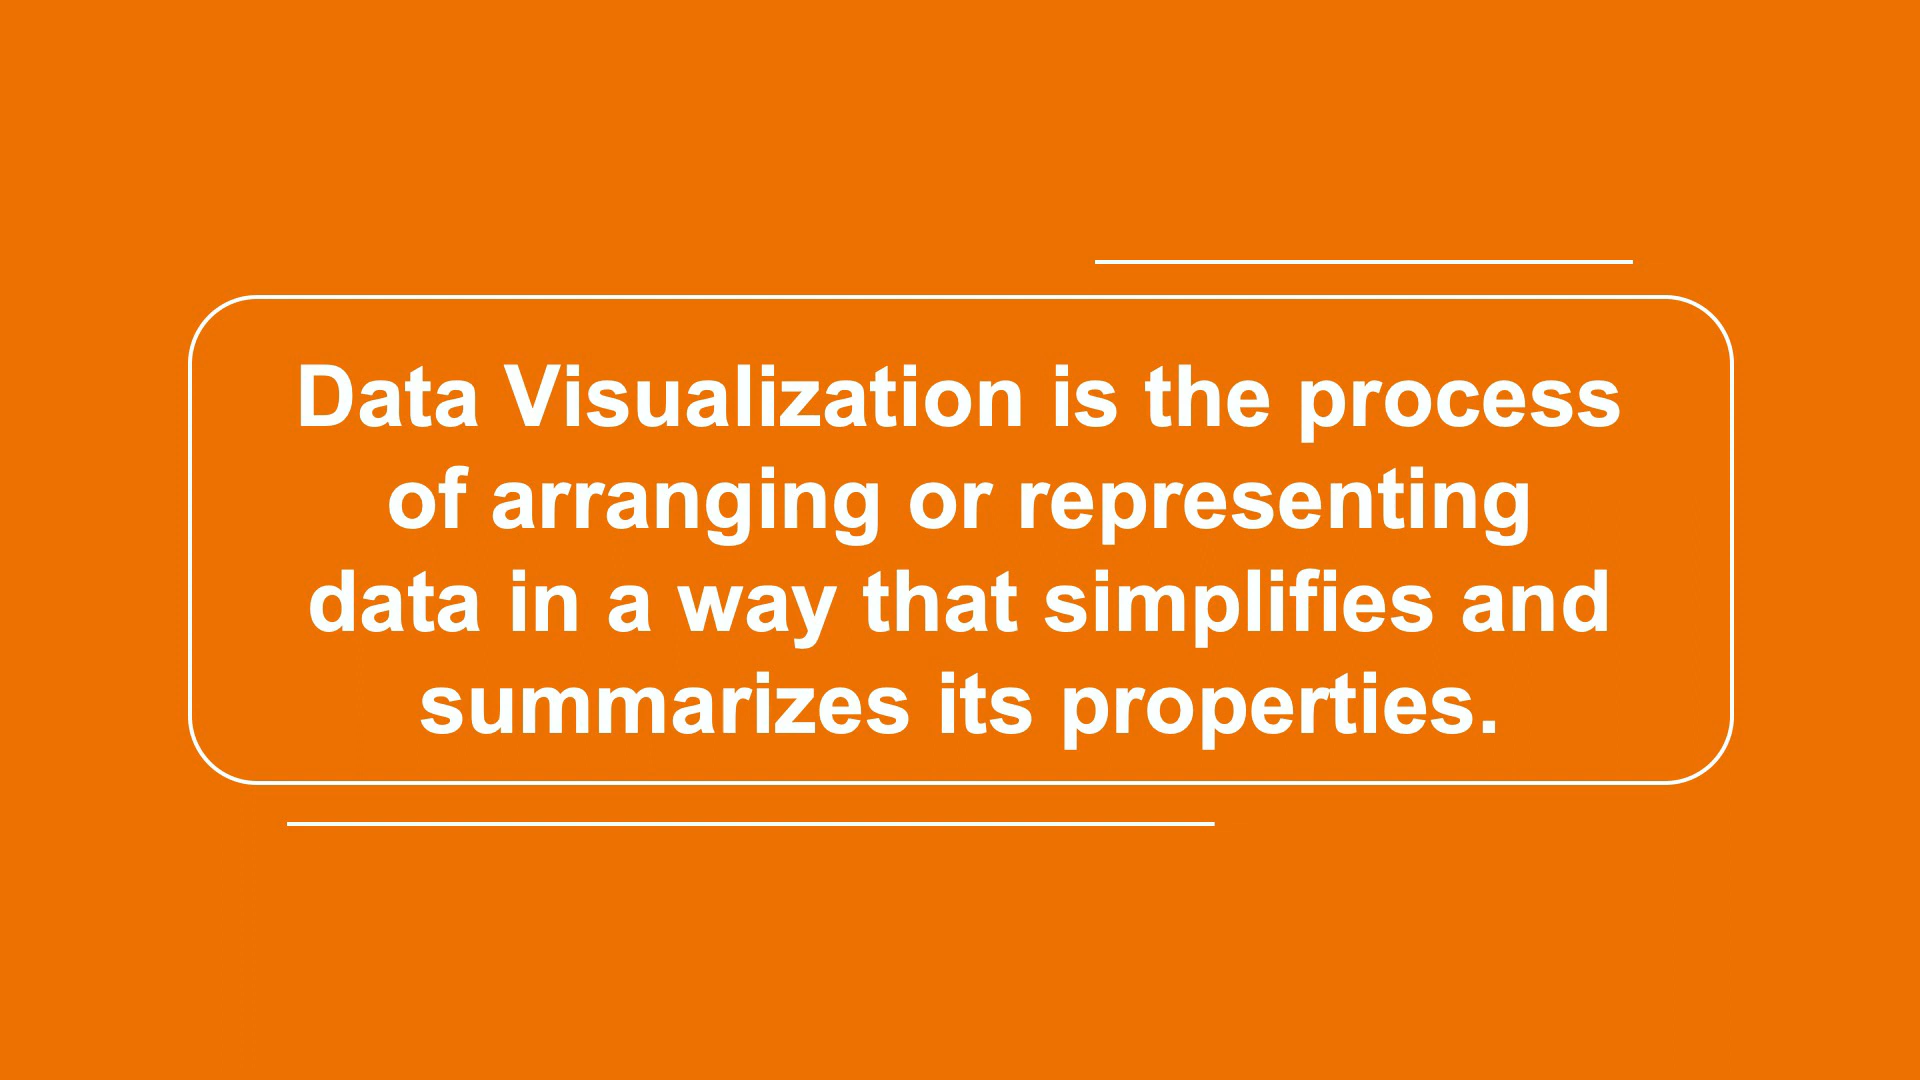 Data Visualization is the process
of arranging or representing
data in a way that simplifies and
summarizes its properties.